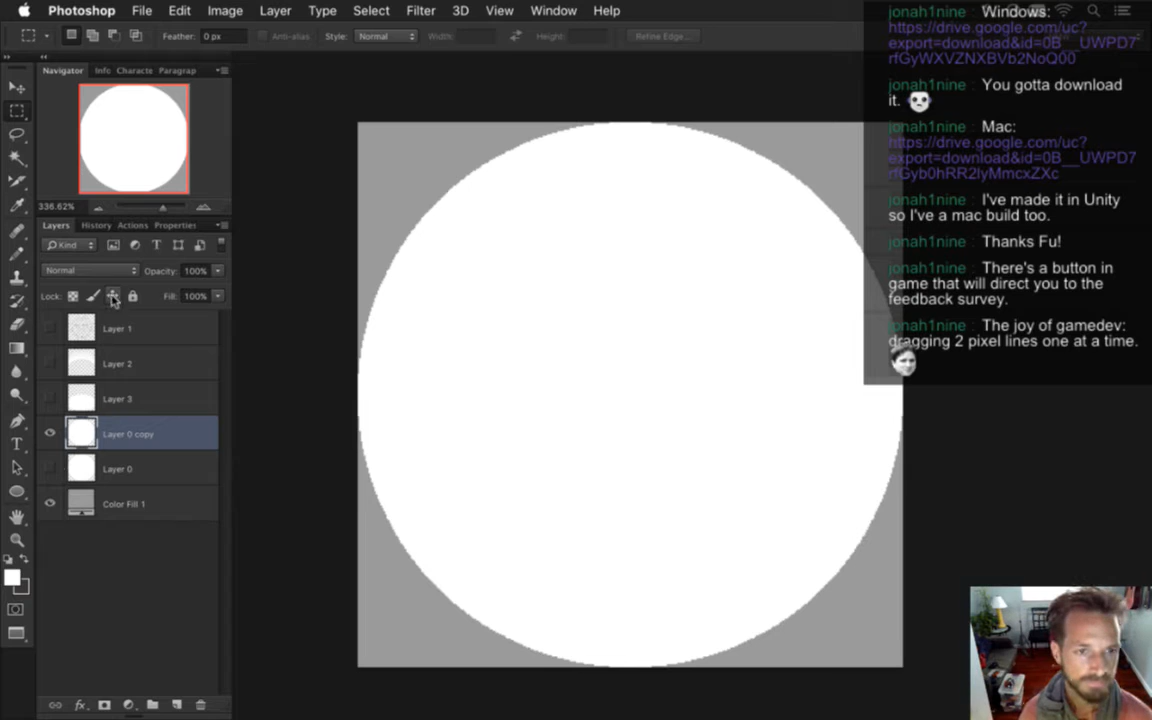 Photoshop File Edit Image Layer Type Select Filter 3D View Window Help
Feather: 0 px Anti-alias Style: Normal Width: Height: Refine Edge...
Navigator Info Characte Paragrap
336.62%
Layers History Actions Properties
Kind
Normal Opacity: 100%
Lock: Fill: 100%
Layer 1
Layer 2
Layer 3
Layer 0 copy
Layer 0
Color Fill 1
jonah1nine : Windows:
https://drive.google.com/uc?
export=download&id=0B__UWPD7
rfGyWXVZNXBVb2NoQ00
jonah1nine : You gotta download
it.
jonah1nine : Mac:
https://drive.google.com/uc?
export=download&id=0B__UWPD7
rfGyb0hRR2lyMmcxZXc
jonah1nine : I've made it in Unity
so I've a mac build too.
jonah1nine : Thanks Fu!
jonah1nine : There's a button in
game that will direct you to the
feedback survey.
jonah1nine : The joy of gamedev:
dragging 2 pixel lines one at a time.